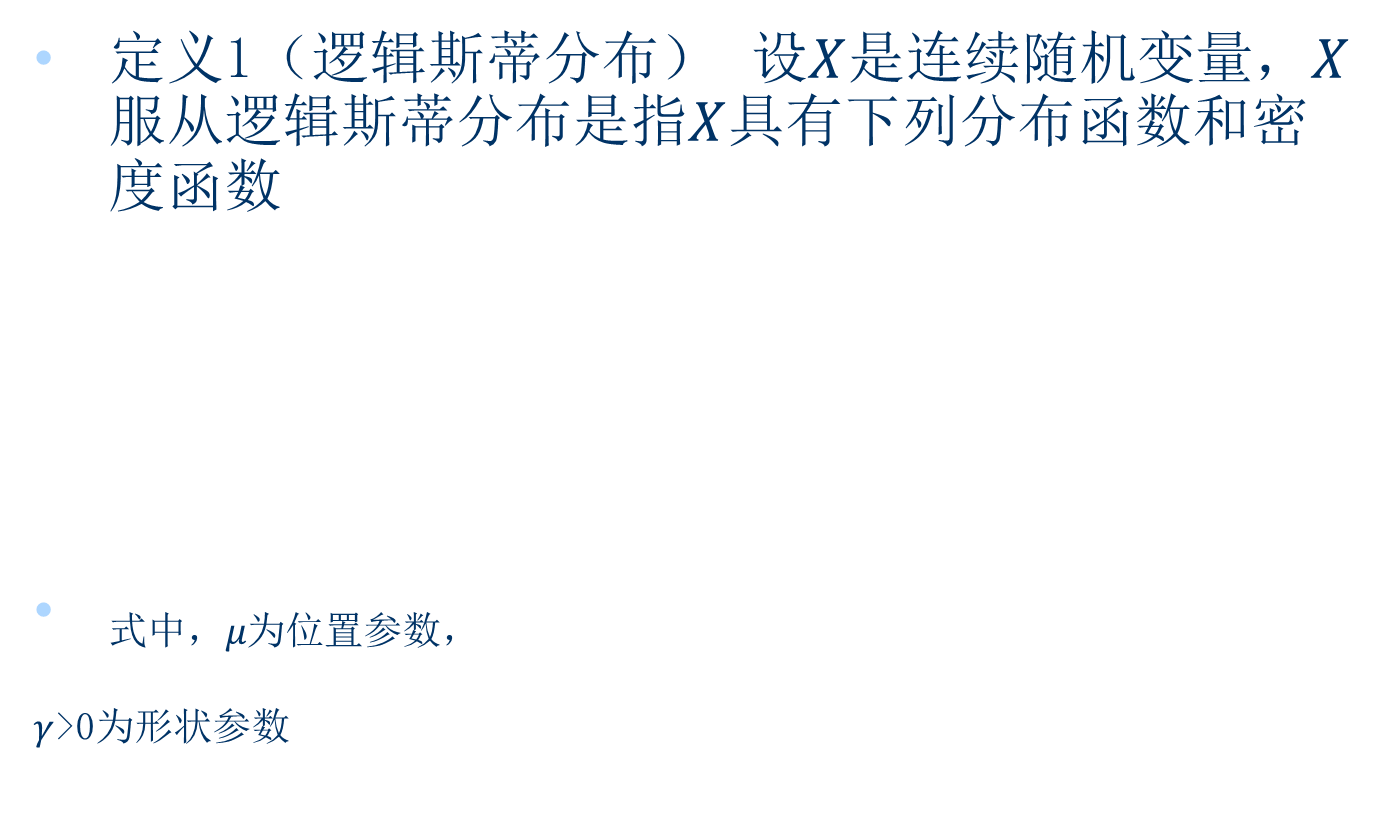 • 定义1（逻辑斯蒂分布） 设X是连续随机变量，X
服从逻辑斯蒂分布是指X具有下列分布函数和密
度函数
• 式中，μ为位置参数，
γ>0为形状参数